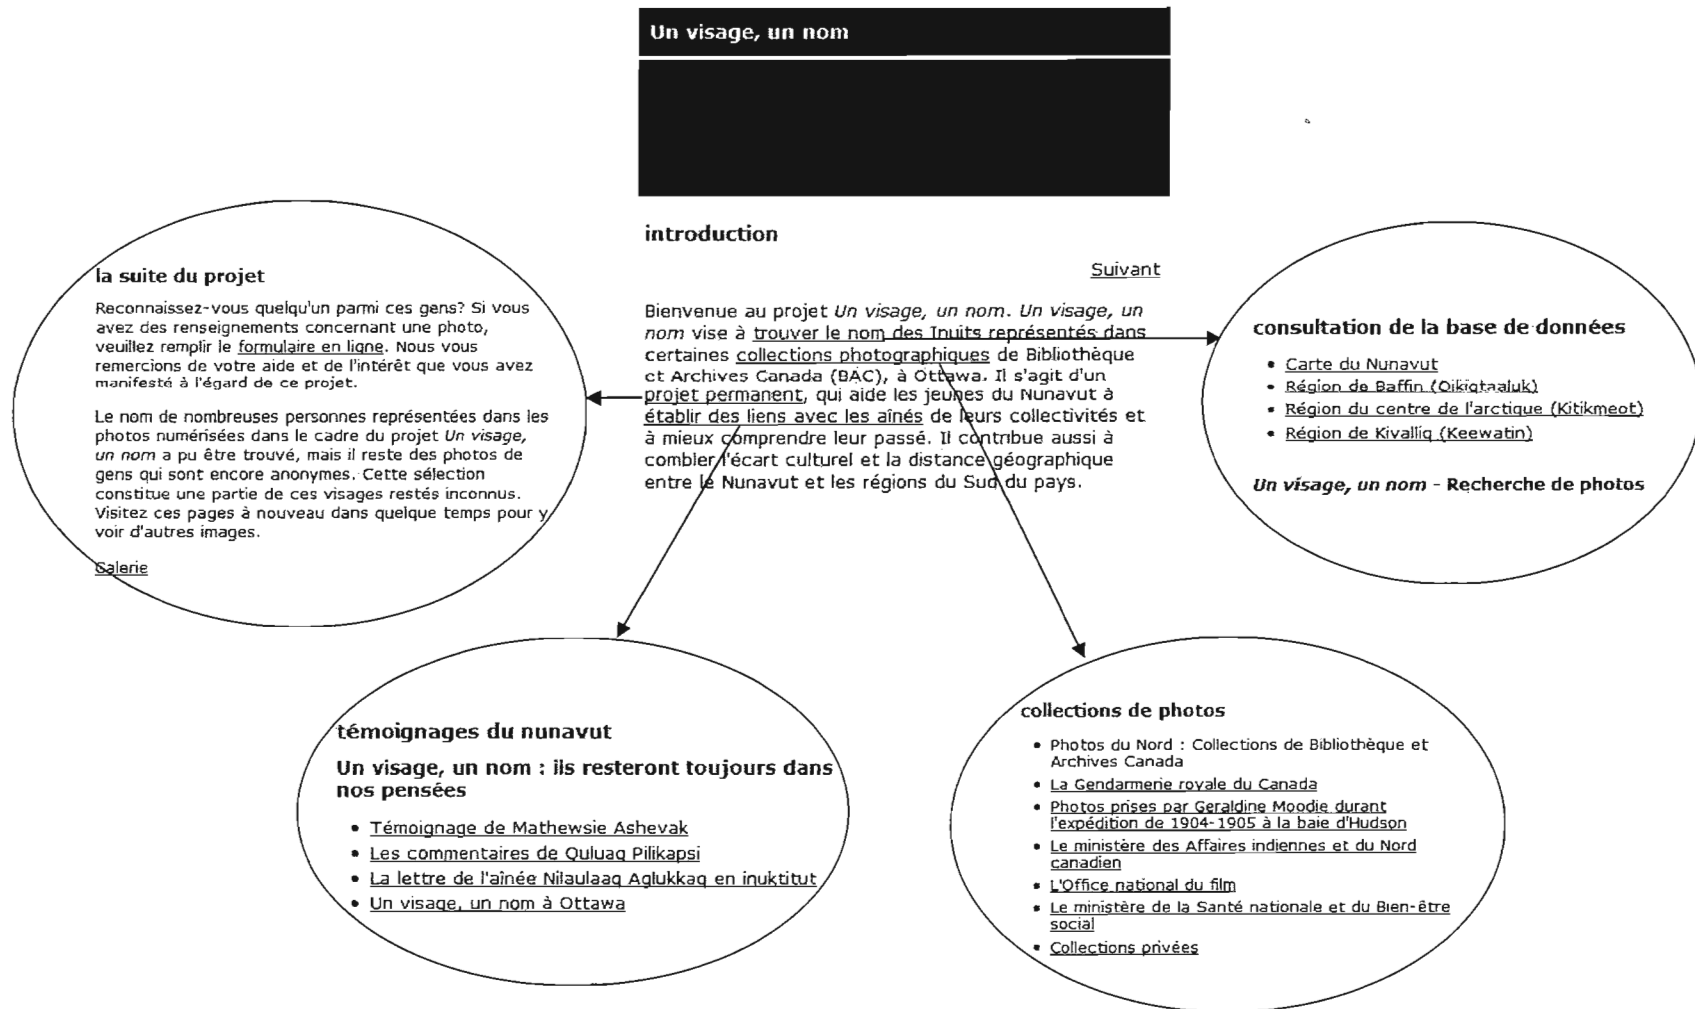 Un visage, un nom
introduction
Suivant
Bienvenue au projet Un visage, un nom. Un visage, un
nom vise à trouver le nom des Inuits représentés dans
certaines collections photographiques de Bibliothèque
et Archives Canada (BAC), à Ottawa. Il s'agit d'un
projet permanent, qui aide les jeunes du Nunavut à
établir des liens avec les aînés de leurs collectivités et
à mieux comprendre leur passé. Il contribue aussi à
combler l'écart culturel et la distance géographique
entre le Nunavut et les régions du Sud du pays.
la suite du projet
Reconnaissez-vous quelqu'un parmi ces gens? Si vous
avez des renseignements concernant une photo,
veuillez remplir le formulaire en ligne. Nous vous
remercions de votre aide et de l'intérêt que vous avez
manifesté à l'égard de ce projet.
Le nom de nombreuses personnes représentées dans les
photos numérisées dans le cadre du projet Un visage,
un nom a pu être trouvé, mais il reste des photos de
gens qui sont encore anonymes. Cette sélection
constitue une partie de ces visages restés inconnus.
Visitez ces pages à nouveau dans quelque temps pour y
voir d'autres images.
Galerie
consultation de la base de données
• Carte du Nunavut
• Région de Baffin (Qikiqtaaluk)
• Région du centre de l'arctique (Kitikmeot)
• Région de Kivalliq (Keewatin)
Un visage, un nom - Recherche de photos
témoignages du nunavut
Un visage, un nom : ils resteront toujours dans
nos pensées
• Témoignage de Mathewsie Ashevak
• Les commentaires de Quluaq Pilikapsi
• La lettre de l'aînée Nilaulaaq Aglukkaq en inuktitut
• Un visage, un nom à Ottawa
collections de photos
• Photos du Nord : Collections de Bibliothèque et
Archives Canada
• La Gendarmerie royale du Canada
• Photos prises par Geraldine Moodie durant
l'expédition de 1904-1905 à la baie d'Hudson
• Le ministère des Affaires indiennes et du Nord
canadien
• L'Office national du film
• Le ministère de la Santé nationale et du Bien-être
social
• Collections privées